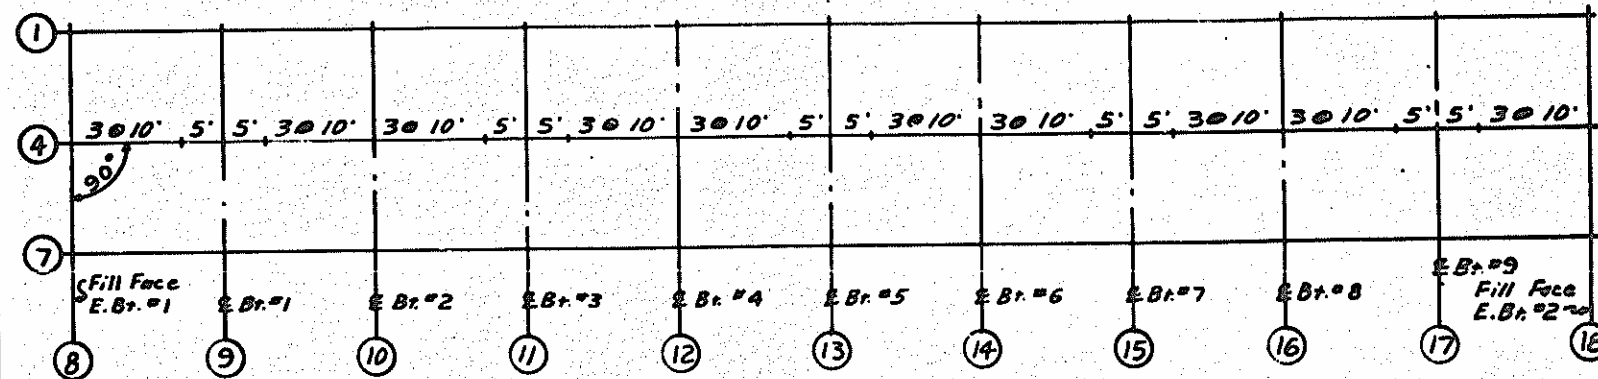 1
3@10' 5' 5' 3@10' 3@10' 5' 5' 3@10' 3@10' 5' 5' 3@10' 3@10' 5' 5' 3@10' 3@10' 5' 5' 3@10'
4
90°
7
Fill Face
E.Bt.#1
℄ Bt.#1
℄ Bt.#2
℄ Bt.#3
℄ Bt.#4
℄ Bt.#5
℄ Bt.#6
℄ Bt.#7
℄ Bt.#8
℄ Bt.#9
Fill Face
E.Bt.#2
8 9 10 11 12 13 14 15 16 17 18